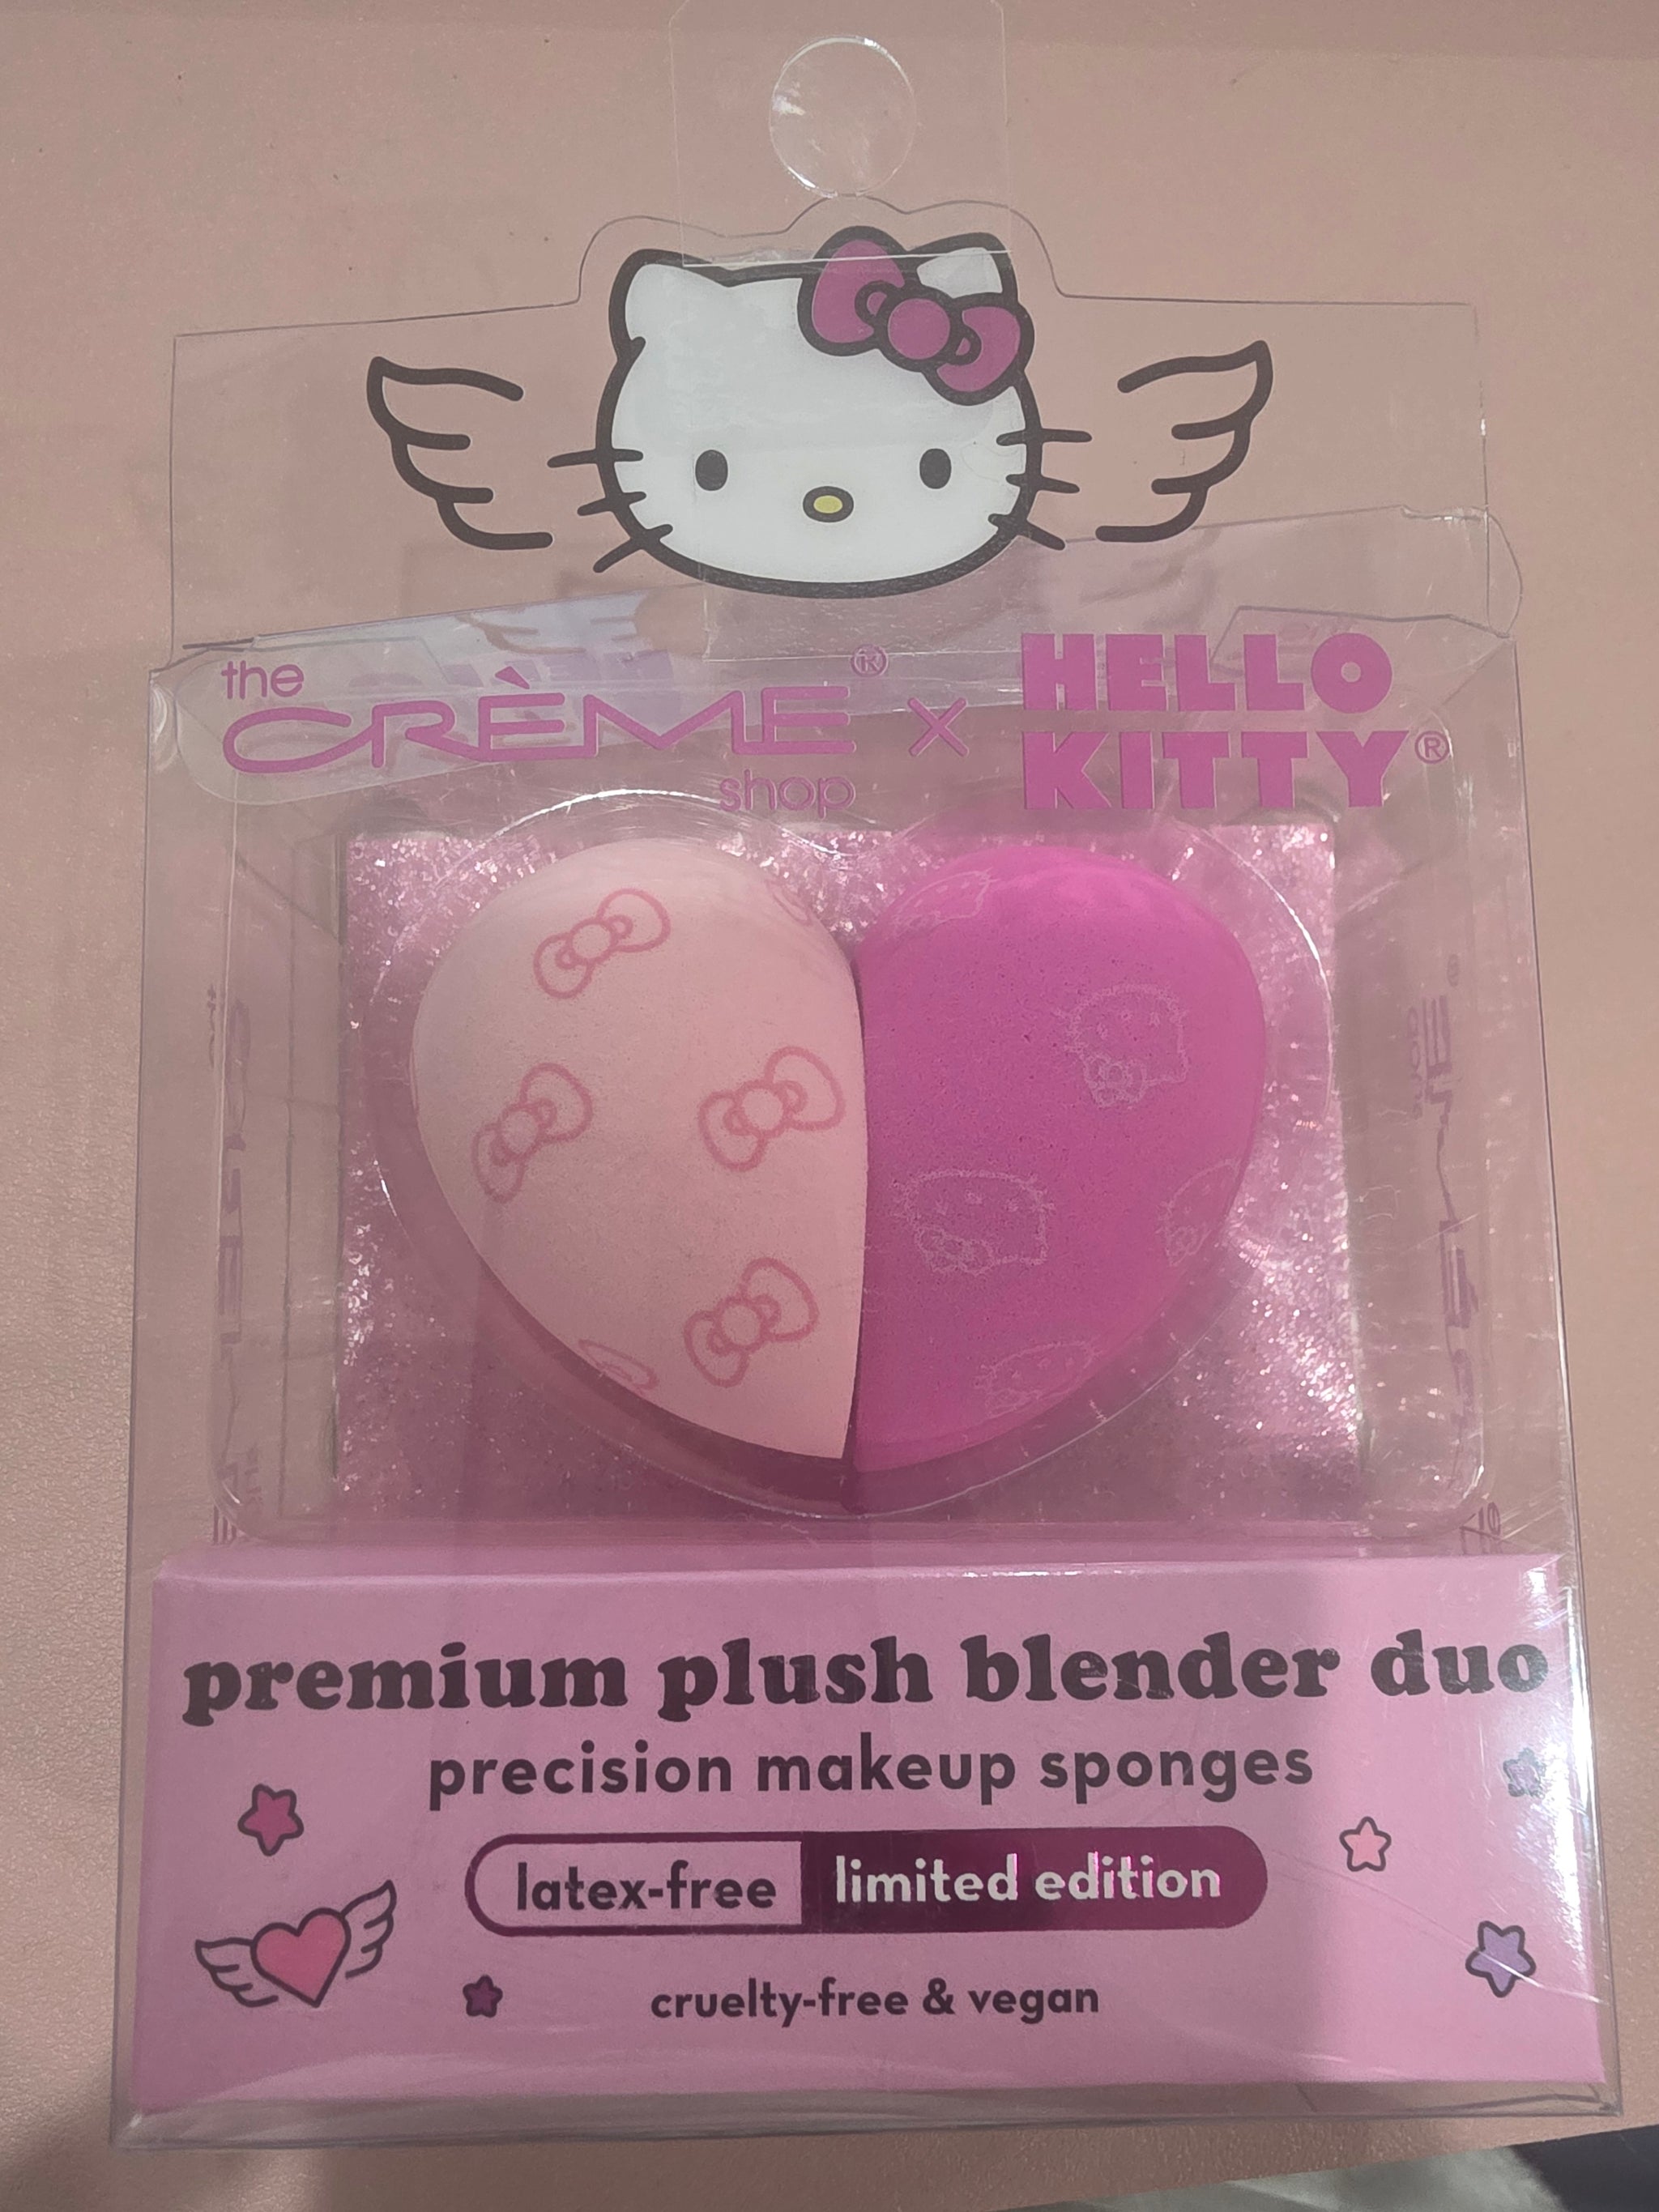 the
CRÈME®
shop
×
HELLO
KITTY®
premium plush blender duo
precision makeup sponges
latex-free limited edition
cruelty-free & vegan